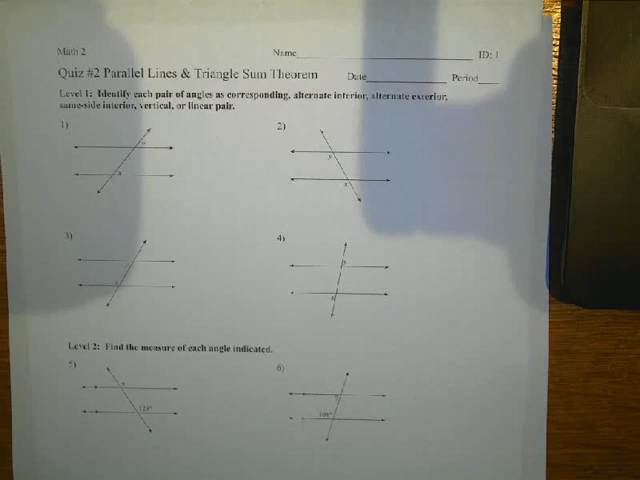 Math 2
Name ID: 1
Quiz #2 Parallel Lines & Triangle Sum Theorem Date Period
Level 1: Identify each pair of angles as corresponding, alternate interior, alternate exterior,
same-side interior, vertical, or linear pair.
1) 2)
y
x
3) 4)
Level 2: Find the measure of each angle indicated.
5) 6)